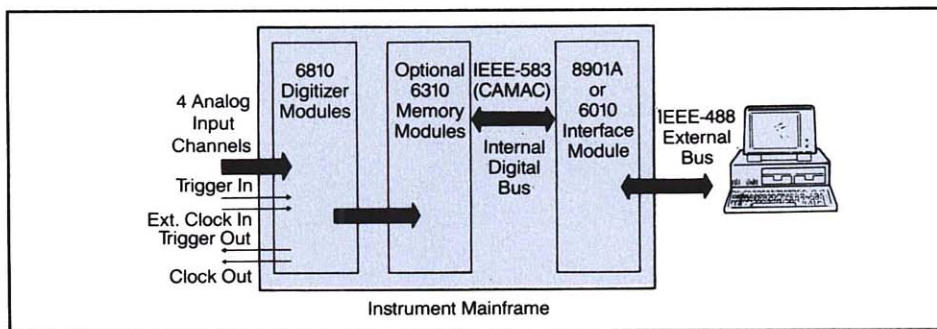 4 Analog
Input
Channels
Trigger In
Ext. Clock In
Trigger Out
Clock Out
6810
Digitizer
Modules
Optional
6310
Memory
Modules
IEEE-583
(CAMAC)
Internal
Digital
Bus
8901A
or
6010
Interface
Module
IEEE-488
External
Bus
Instrument Mainframe